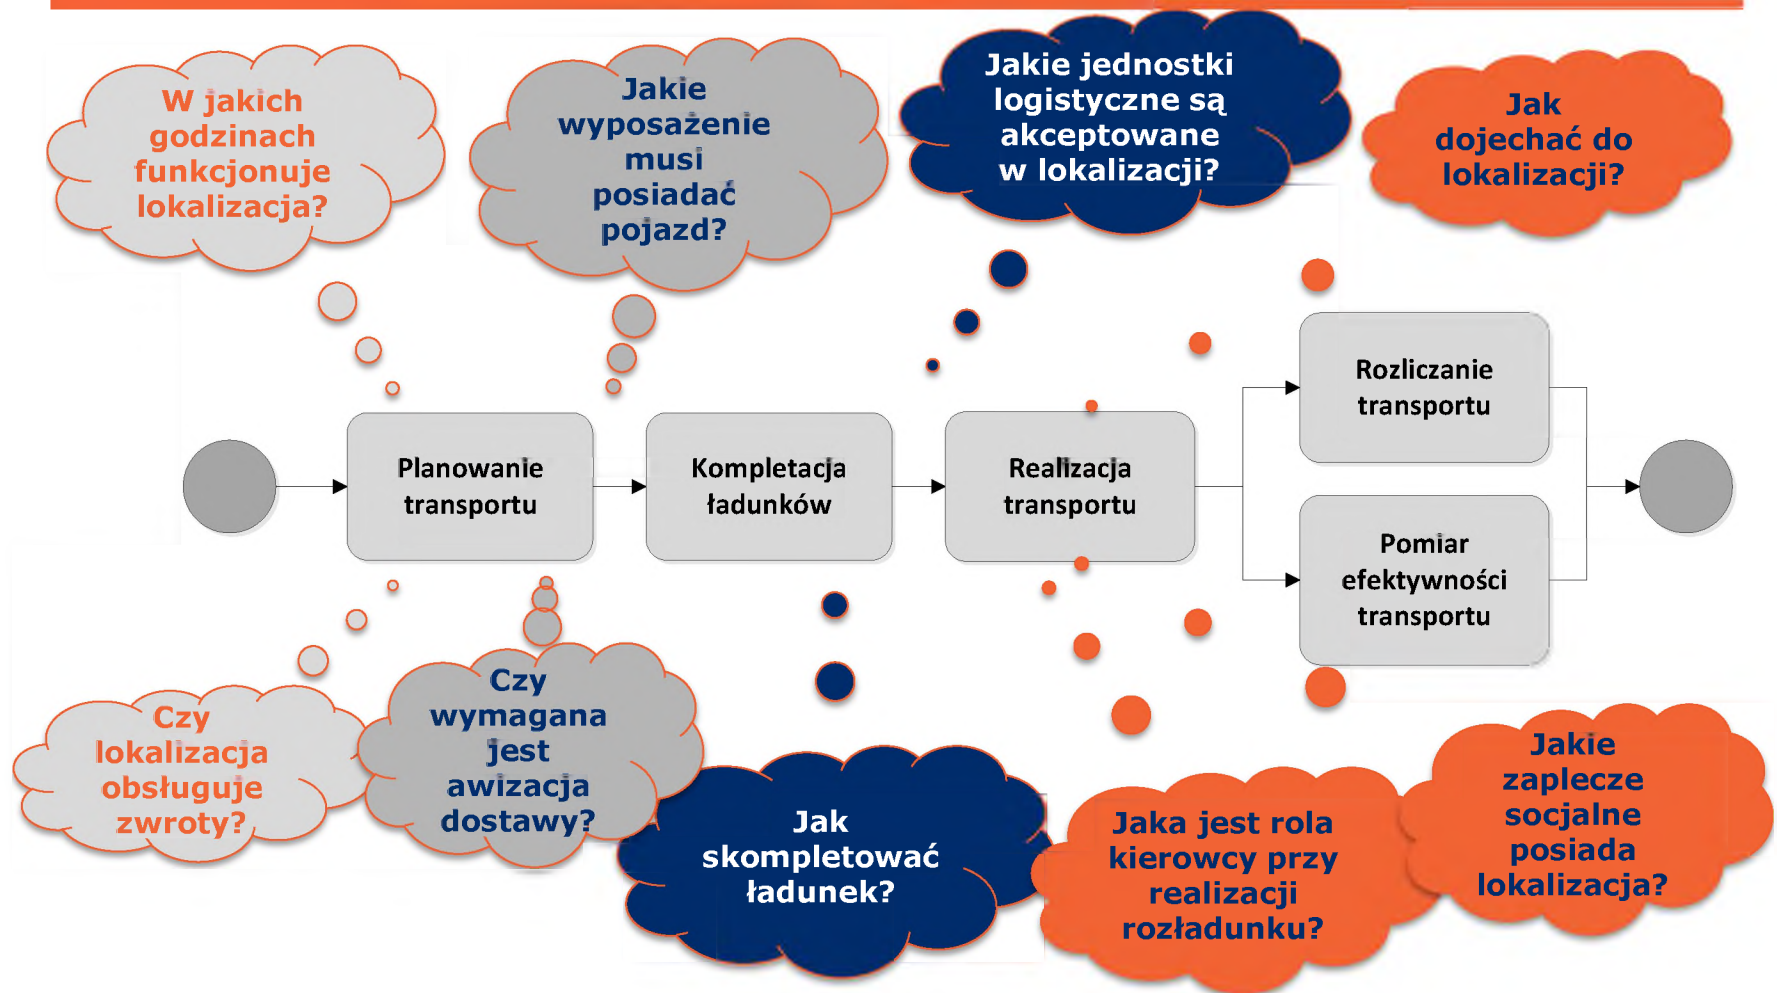 W jakich
godzinach
funkcjonuje
lokalizacja?
Jakie
wyposażenie
musi
posiadać
pojazd?
Jakie jednostki
logistyczne są
akceptowane
w lokalizacji?
Jak
dojechać do
lokalizacji?
Planowanie
transportu
Kompletacja
ładunków
Realizacja
transportu
Rozliczanie
transportu
Pomiar
efektywności
transportu
Czy
lokalizacja
obsługuje
zwroty?
Czy
wymagana
jest
awizacja
dostawy?
Jak
skompletować
ładunek?
Jaka jest rola
kierowcy przy
realizacji
rozładunku?
Jakie
zaplecze
socjalne
posiada
lokalizacja?